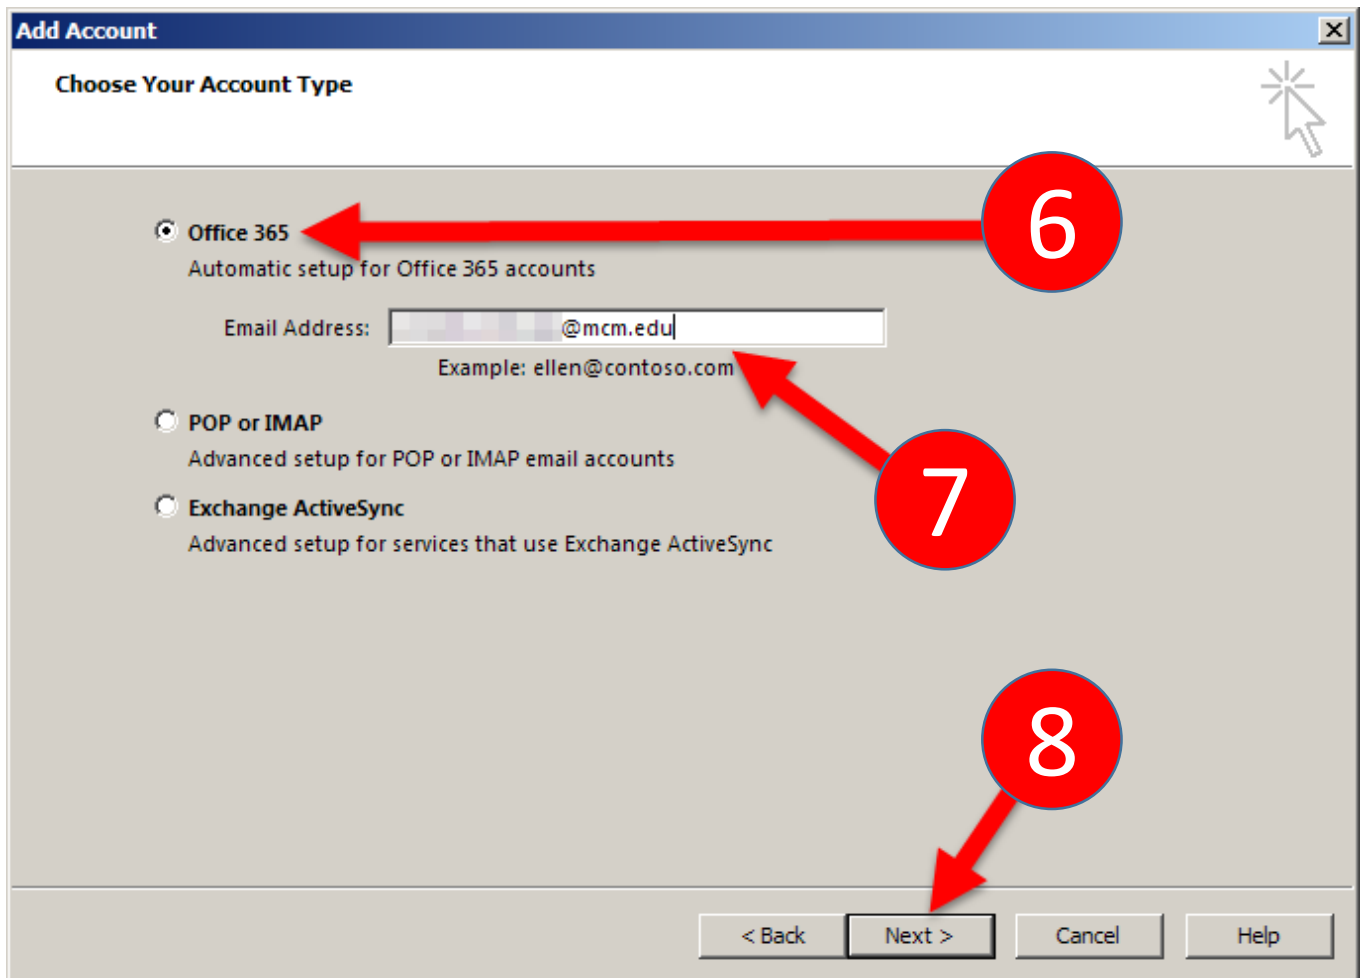 Add Account
Choose Your Account Type
6
Office 365
Automatic setup for Office 365 accounts
Email Address: @mcm.edu
Example: ellen@contoso.com
POP or IMAP
Advanced setup for POP or IMAP email accounts
7
Exchange ActiveSync
Advanced setup for services that use Exchange ActiveSync
8
< Back Next > Cancel Help